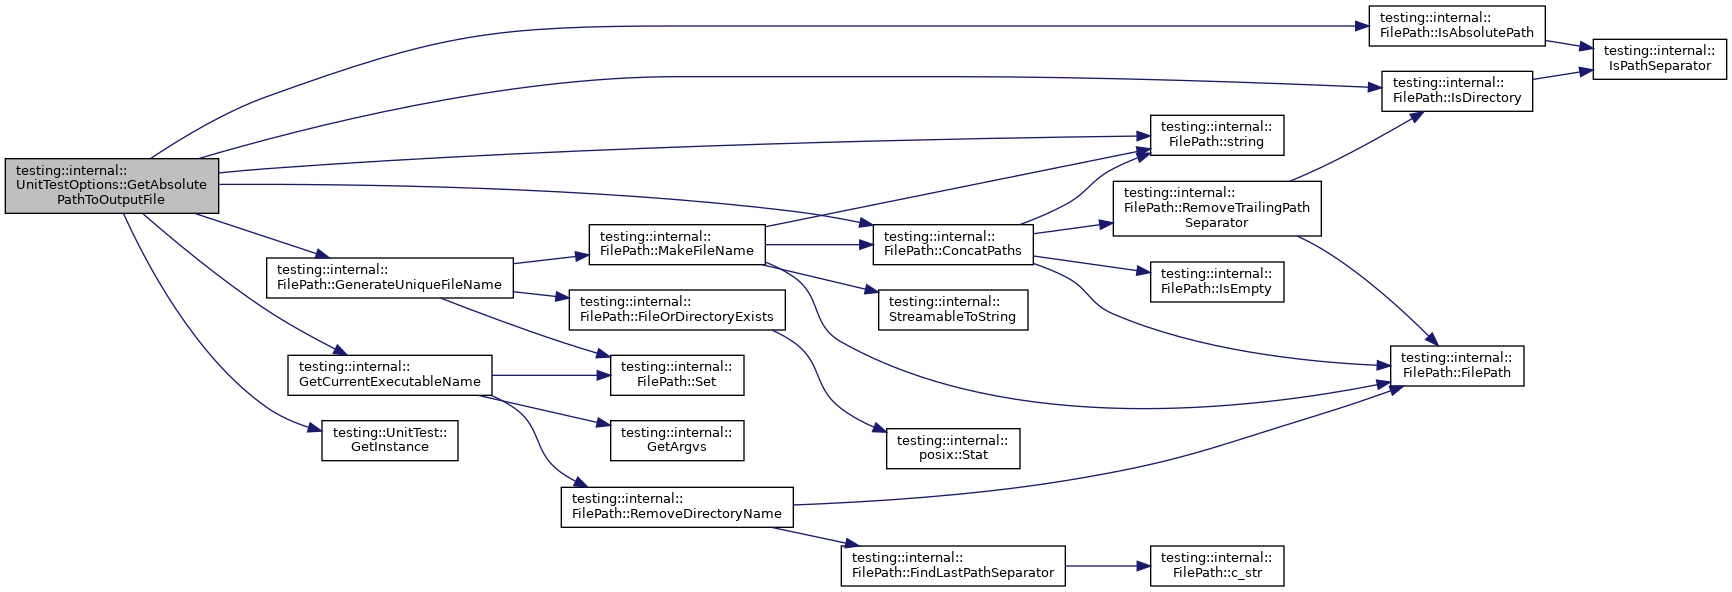 testing::internal::
FilePath::IsAbsolutePath
testing::internal::
IsPathSeparator
testing::internal::
FilePath::IsDirectory
testing::internal::
FilePath::string
testing::internal::
UnitTestOptions::GetAbsolute
PathToOutputFile
testing::internal::
FilePath::RemoveTrailingPath
Separator
testing::internal::
FilePath::MakeFileName
testing::internal::
FilePath::ConcatPaths
testing::internal::
FilePath::GenerateUniqueFileName
testing::internal::
FilePath::IsEmpty
testing::internal::
FilePath::FileOrDirectoryExists
testing::internal::
StreamableToString
testing::internal::
FilePath::FilePath
testing::internal::
GetCurrentExecutableName
testing::internal::
FilePath::Set
testing::UnitTest::
GetInstance
testing::internal::
GetArgvs
testing::internal::
posix::Stat
testing::internal::
FilePath::RemoveDirectoryName
testing::internal::
FilePath::FindLastPathSeparator
testing::internal::
FilePath::c_str